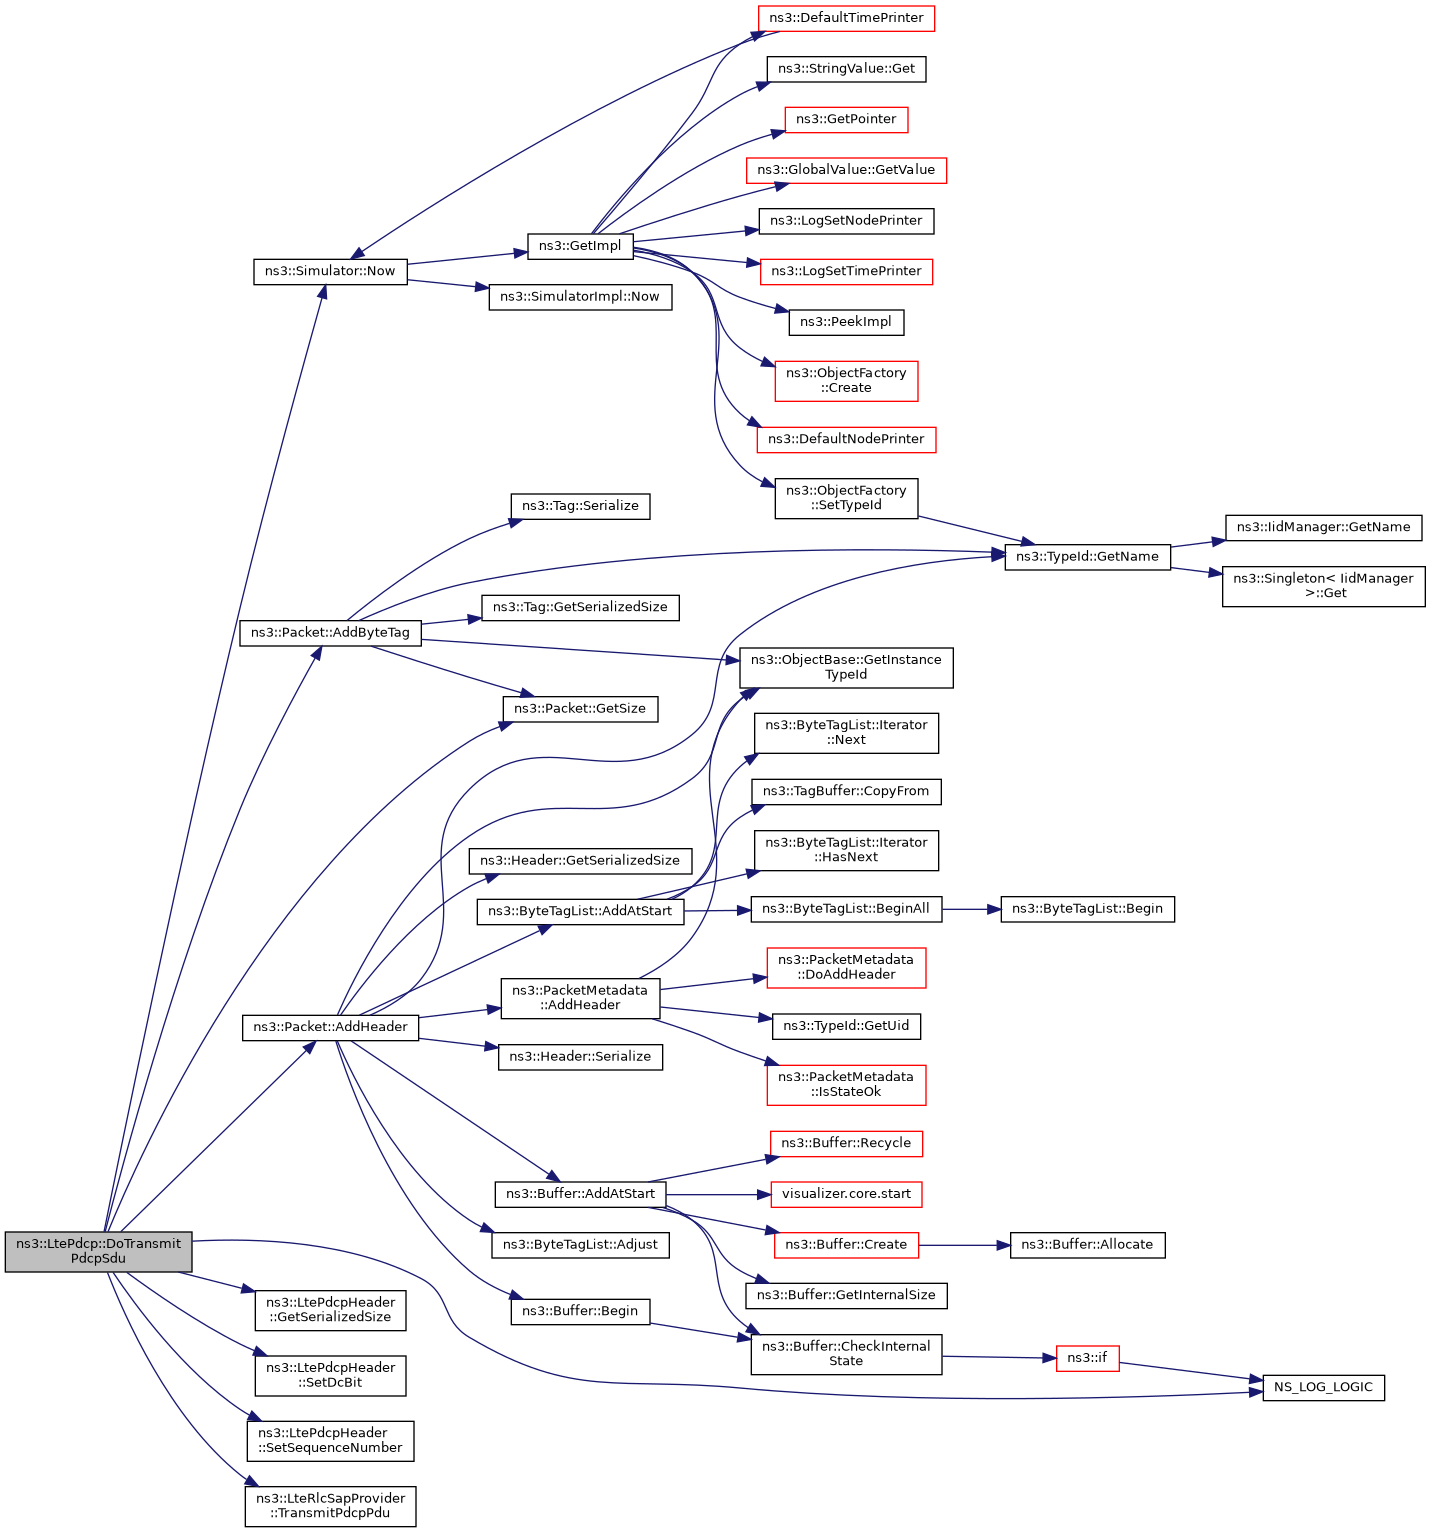 ns3::DefaultTimePrinter
ns3::StringValue::Get
ns3::GetPointer
ns3::GlobalValue::GetValue
ns3::LogSetNodePrinter
ns3::GetImpl
ns3::Simulator::Now
ns3::LogSetTimePrinter
ns3::SimulatorImpl::Now
ns3::PeekImpl
ns3::ObjectFactory
::Create
ns3::DefaultNodePrinter
ns3::ObjectFactory
::SetTypeId
ns3::Tag::Serialize
ns3::IidManager::GetName
ns3::TypeId::GetName
ns3::Singleton< IidManager
>::Get
ns3::Tag::GetSerializedSize
ns3::Packet::AddByteTag
ns3::ObjectBase::GetInstance
TypeId
ns3::Packet::GetSize
ns3::ByteTagList::Iterator
::Next
ns3::TagBuffer::CopyFrom
ns3::ByteTagList::Iterator
::HasNext
ns3::Header::GetSerializedSize
ns3::ByteTagList::AddAtStart
ns3::ByteTagList::BeginAll
ns3::ByteTagList::Begin
ns3::PacketMetadata
::DoAddHeader
ns3::PacketMetadata
::AddHeader
ns3::Packet::AddHeader
ns3::TypeId::GetUid
ns3::Header::Serialize
ns3::PacketMetadata
::IsStateOk
ns3::Buffer::Recycle
ns3::Buffer::AddAtStart
visualizer.core.start
ns3::LtePdcp::DoTransmit
PdcpSdu
ns3::ByteTagList::Adjust
ns3::Buffer::Create
ns3::Buffer::Allocate
ns3::Buffer::GetInternalSize
ns3::LtePdcpHeader
::GetSerializedSize
ns3::Buffer::Begin
ns3::Buffer::CheckInternal
State
ns3::if
ns3::LtePdcpHeader
::SetDcBit
NS_LOG_LOGIC
ns3::LtePdcpHeader
::SetSequenceNumber
ns3::LteRlcSapProvider
::TransmitPdcpPdu